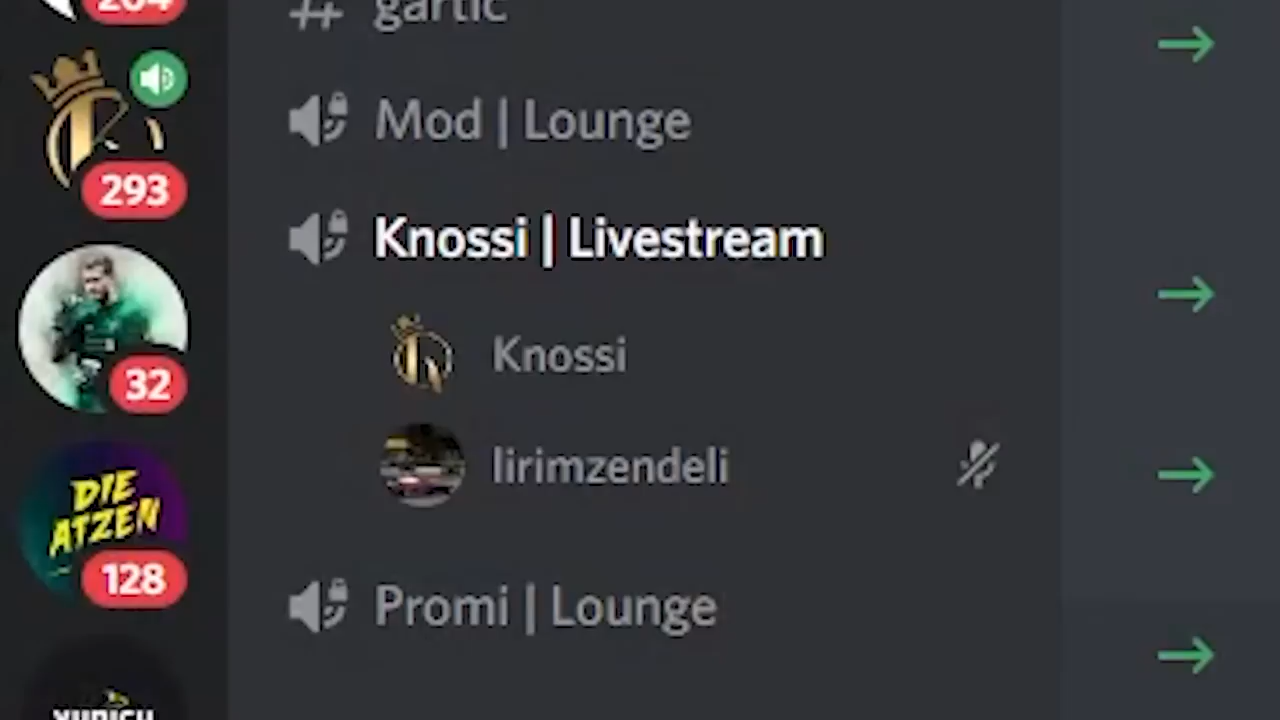 204
# gartic
293
Mod | Lounge
Knossi | Livestream
Knossi
32
lirimzendeli
DIE
ATZEN
128
Promi | Lounge